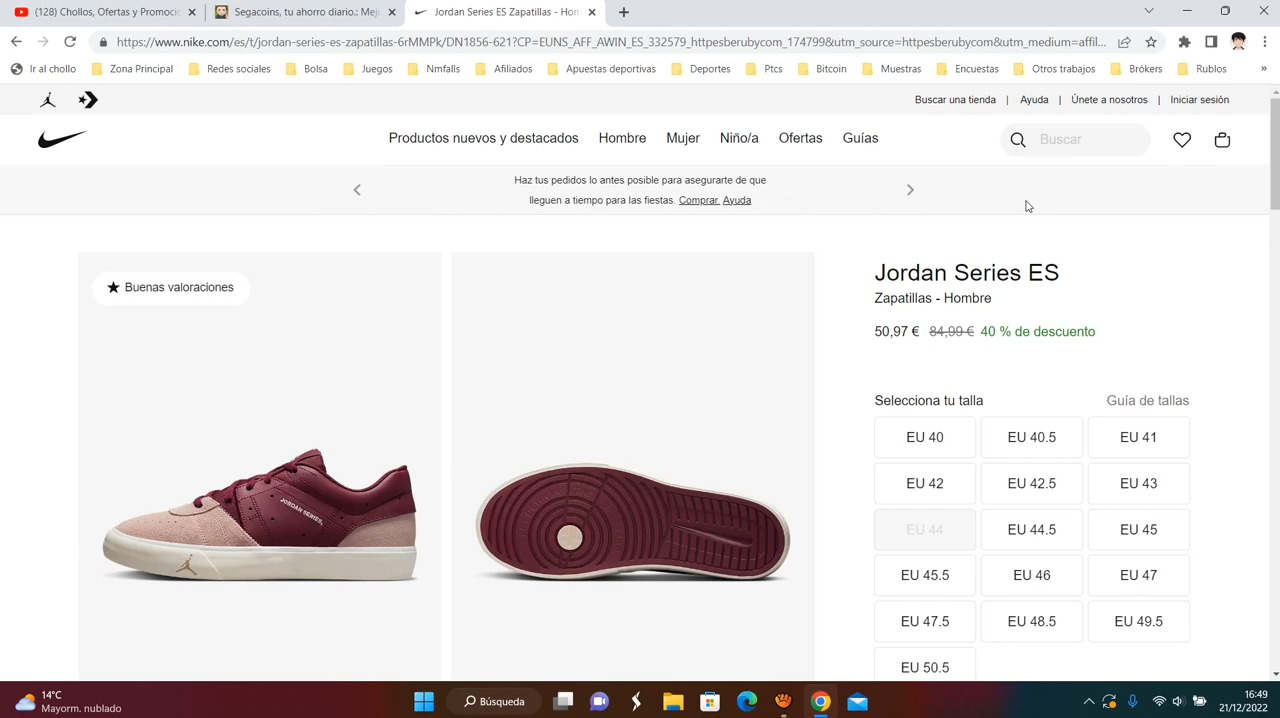 (128) Chollos, Ofertas y Promocio
Segacoins, tu ahorro diario.: Mej
Jordan Series ES Zapatillas - Hom
https://www.nike.com/es/t/jordan-series-es-zapatillas-6rMMPk/DN1856-621?CP=EUNS_AFF_AWIN_ES_332579_httpesberubycom_174799&utm_source=httpesberubycom&utm_medium=affil...
Ir al chollo
Zona Principal
Redes sociales
Bolsa
Juegos
Nmfalls
Afiliados
Apuestas deportivas
Deportes
Ptcs
Bitcoin
Muestras
Encuestas
Otros trabajos
Brókers
Rublos
»
Buscar una tienda | Ayuda | Únete a nosotros | Iniciar sesión
Productos nuevos y destacados Hombre Mujer Niño/a Ofertas Guías
Buscar
Haz tus pedidos lo antes posible para asegurarte de que
lleguen a tiempo para las fiestas. Comprar. Ayuda
Buenas valoraciones
JORDAN SERIES,
Jordan Series ES
Zapatillas - Hombre
50,97 € 84,99 € 40 % de descuento
Selecciona tu talla Guía de tallas
EU 40 EU 40.5 EU 41
EU 42 EU 42.5 EU 43
EU 44 EU 44.5 EU 45
EU 45.5 EU 46 EU 47
EU 47.5 EU 48.5 EU 49.5
EU 50.5
14°C
Mayorm. nublado
Búsqueda
16:49
21/12/2022